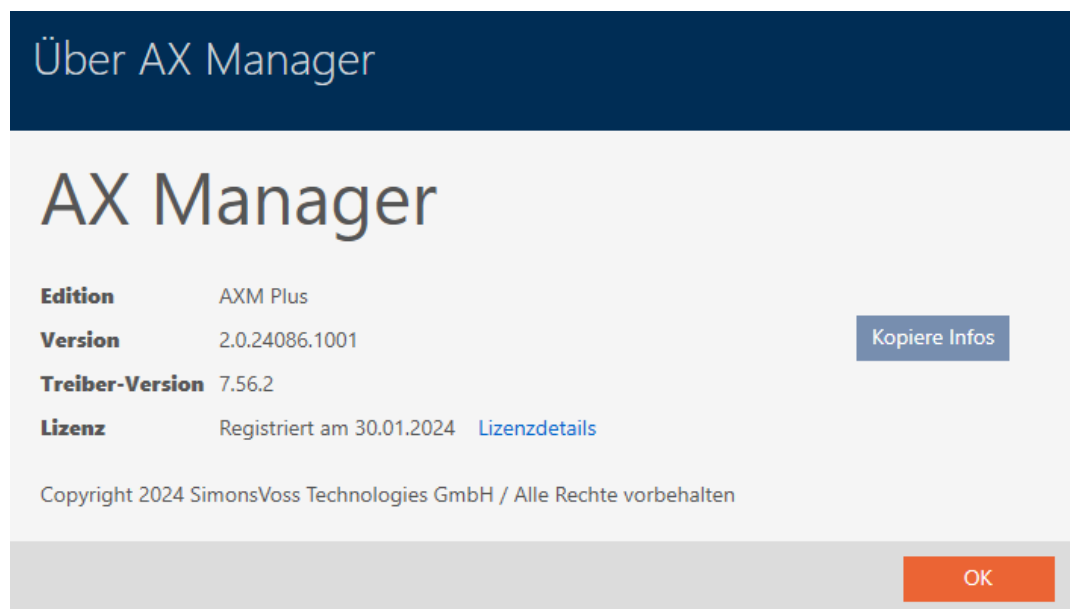 Über AX Manager
AX Manager
Edition AXM Plus
Version 2.0.24086.1001
Kopiere Infos
Treiber-Version 7.56.2
Lizenz Registriert am 30.01.2024 Lizenzdetails
Copyright 2024 SimonsVoss Technologies GmbH / Alle Rechte vorbehalten
OK